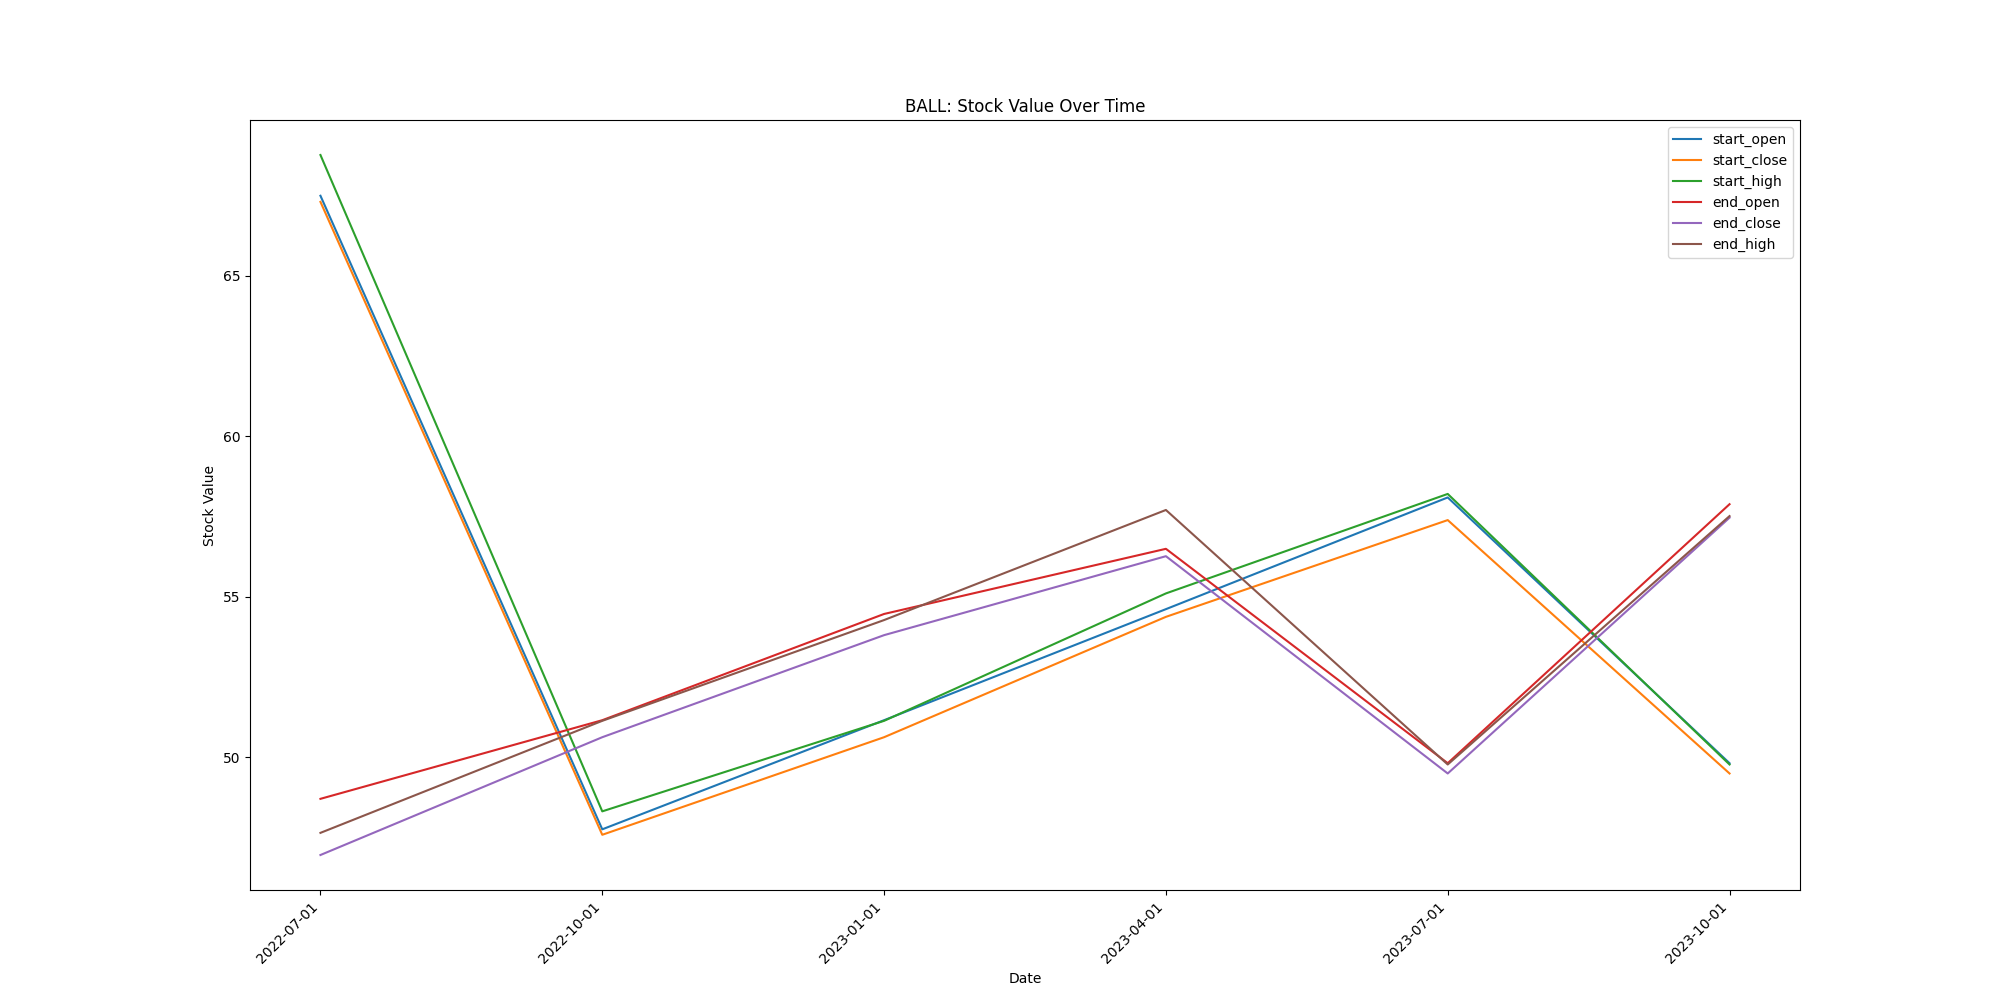 BALL: Stock Value Over Time
start_open
start_close
start_high
end_open
end_close
end_high
65
60
55
50
Stock Value
2022-07-01
2022-10-01
2023-01-01
2023-04-01
2023-07-01
2023-10-01
Date